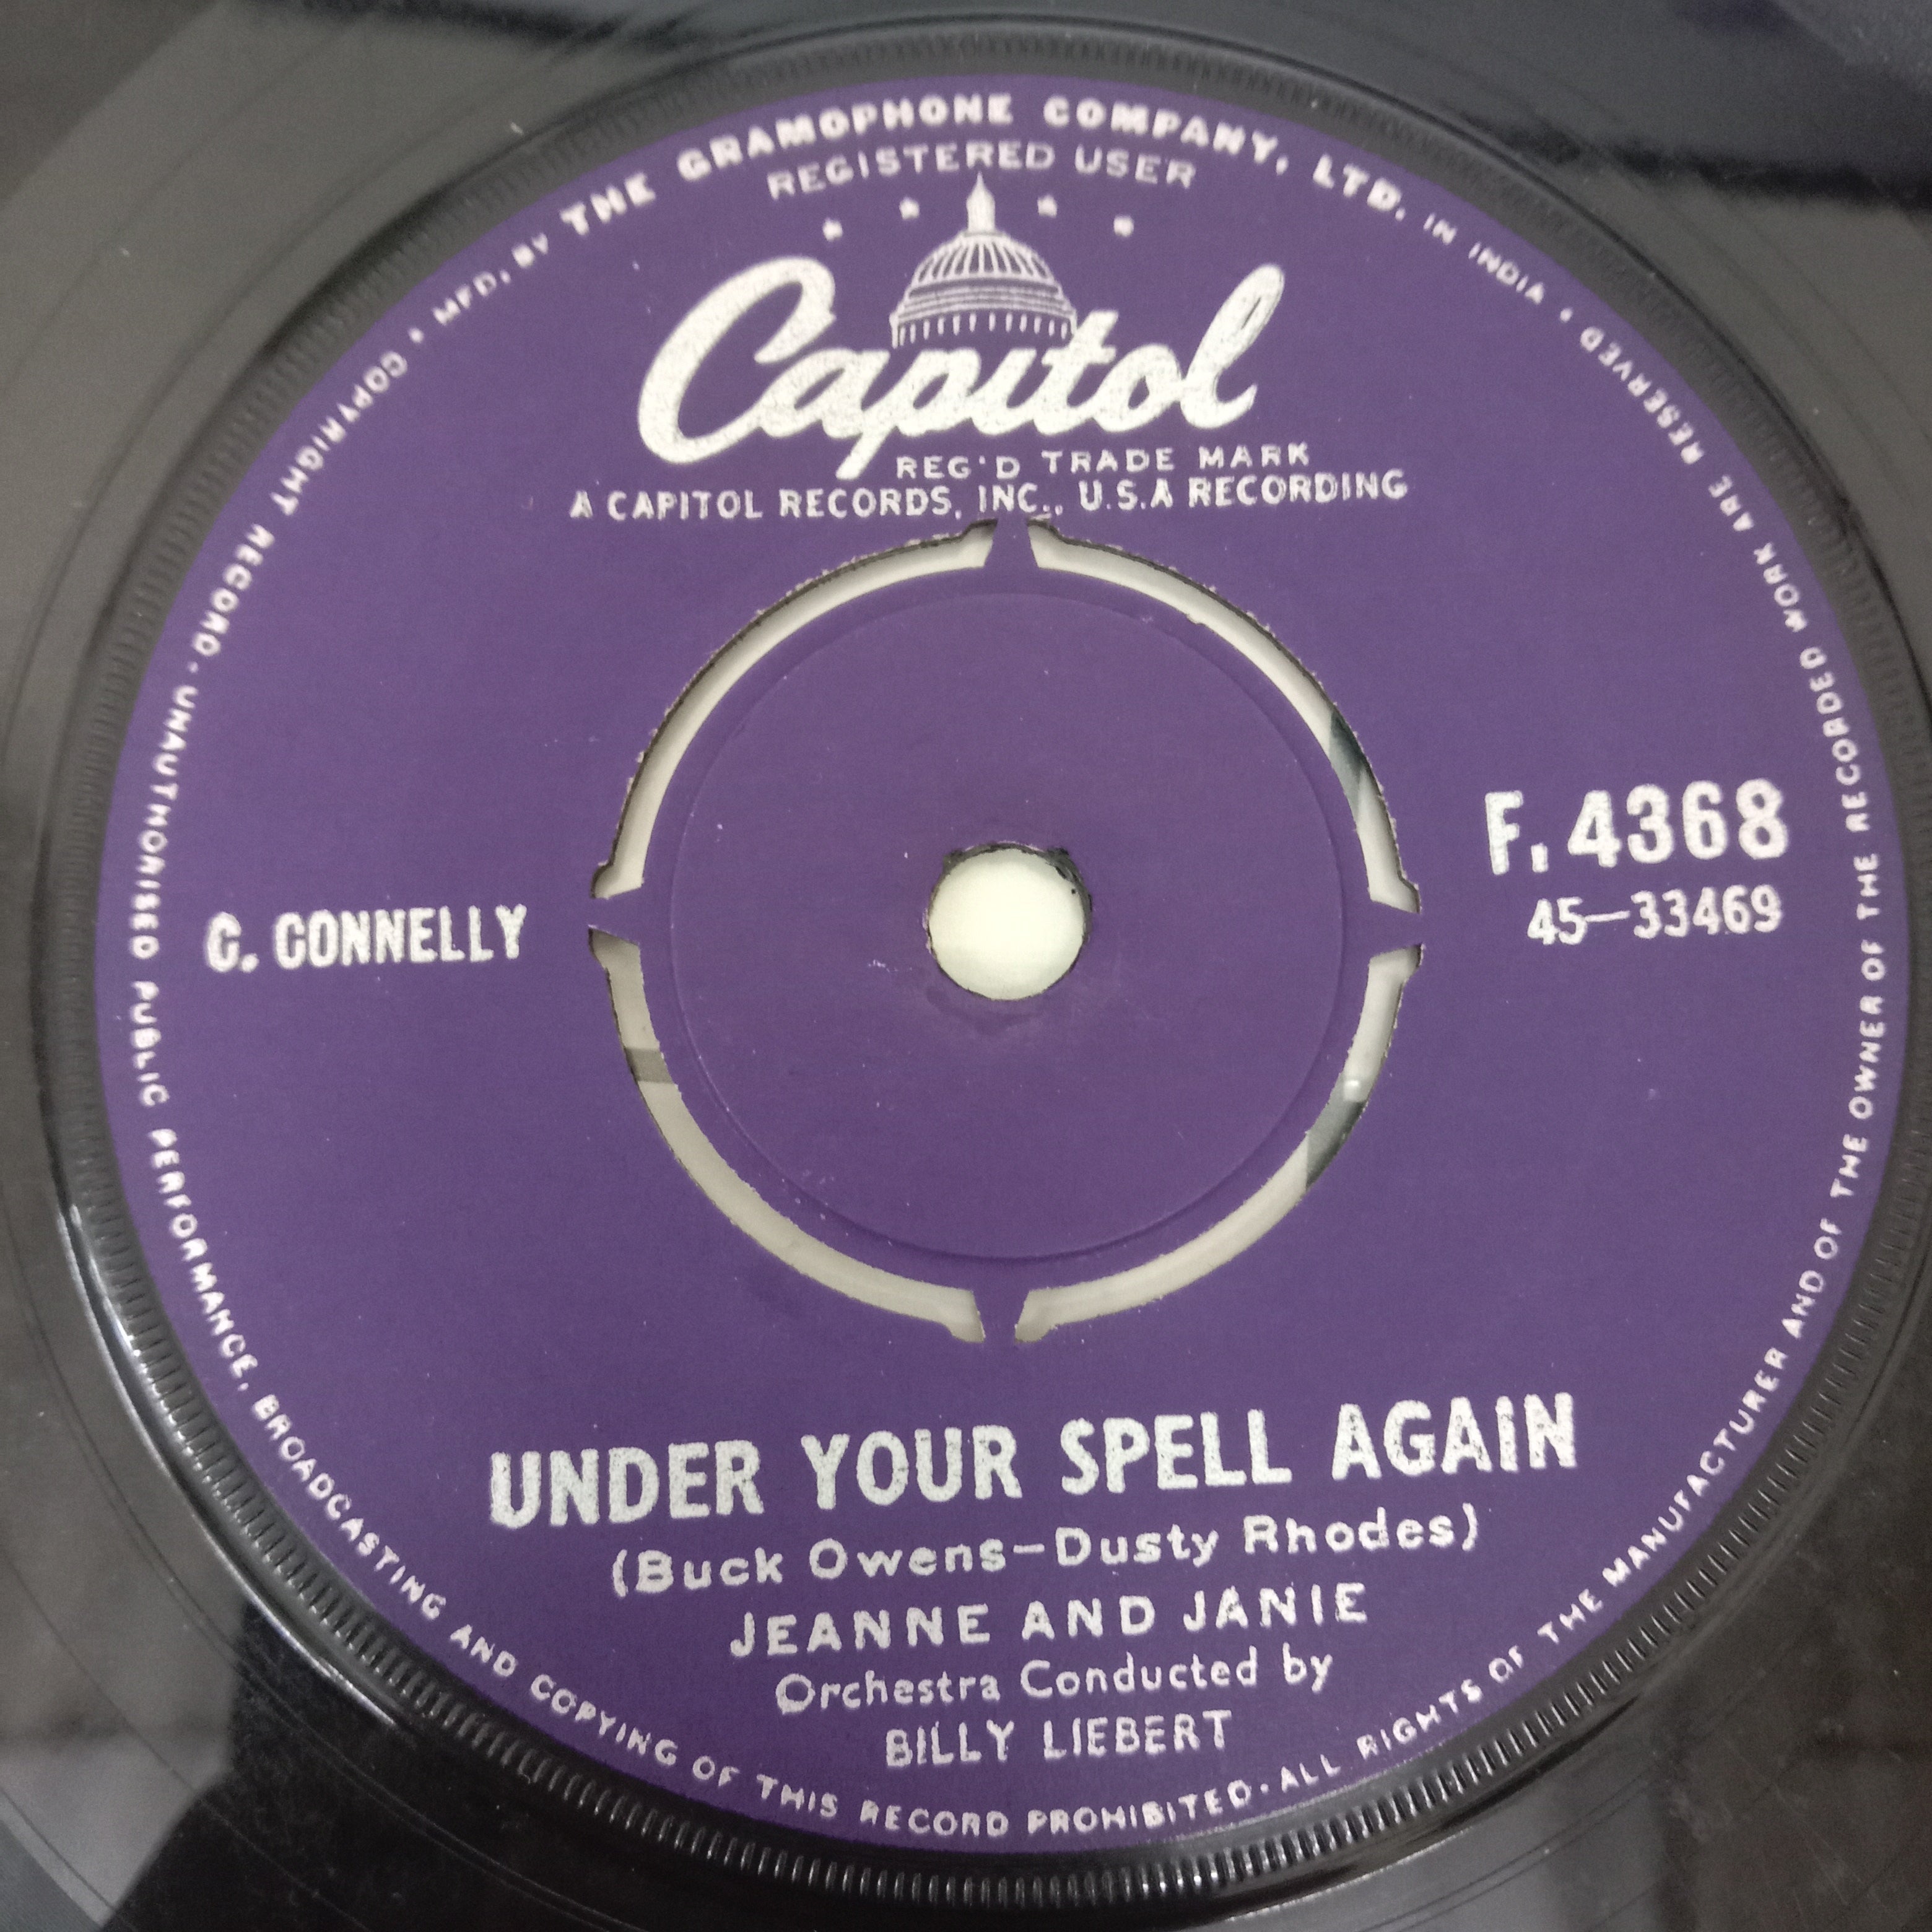 COPYRIGHT • MFD. BY THE GRAMOPHONE COMPANY, LTD. IN INDIA • RESERVED
REGISTERED USER
Capitol
REG'D TRADE MARK
A CAPITOL RECORDS, INC., U.S.A RECORDING
F. 4368
45—33469
C. CONNELLY
UNDER YOUR SPELL AGAIN
(Buck Owens—Dusty Rhodes)
JEANNE AND JANIE
Orchestra Conducted by
BILLY LIEBERT
RECORD. UNAUTHORISED PUBLIC PERFORMANCE, BROADCASTING AND COPYING OF THIS RECORD PROHIBITED. ALL RIGHTS OF THE MANUFACTURER AND OF THE OWNER OF THE RECORDED WORK ARE